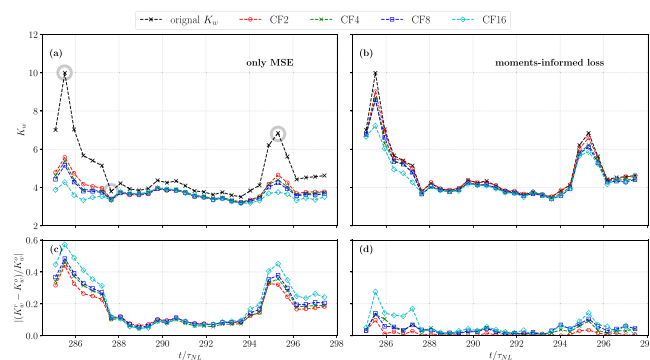 orignal K_w CF2 CF4 CF8 CF16
(a) only MSE
(b) moments-informed loss
12
10
8
6
4
2
K_w
(c)
(d)
0.6
0.4
0.2
0.0
|(K_w^r − K_w^o)/K_w^o|
286 288 290 292 294 296 298
286 288 290 292 294 296 298
t/τ_NL
t/τ_NL